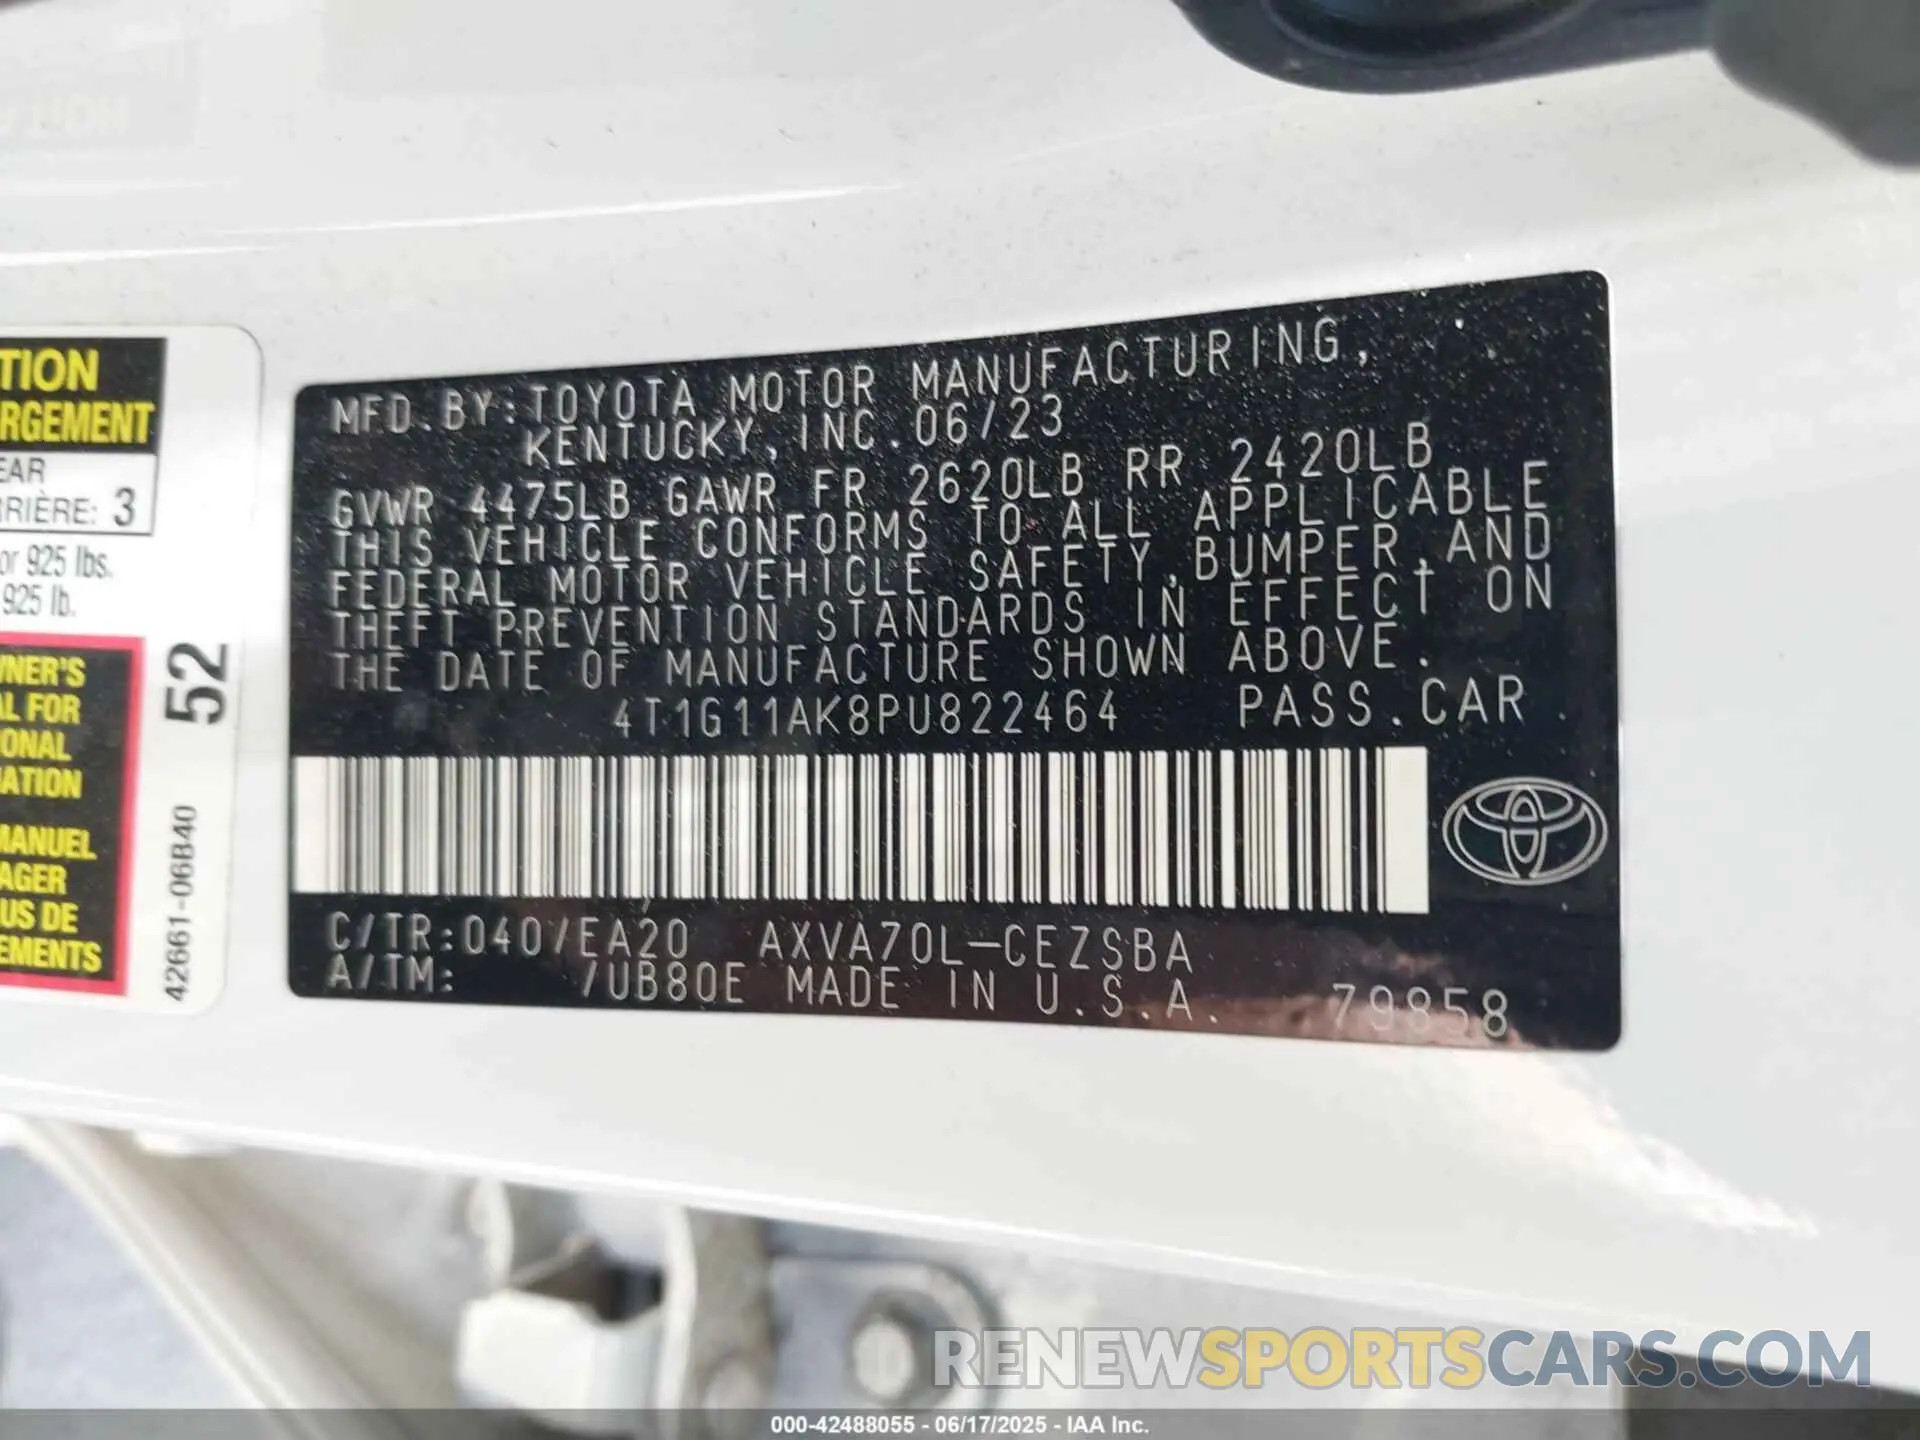 TION
RGEMENT
EAR
RIÈRE: 3
or 925 lbs.
925 lb.
WNER'S
AL FOR
IONAL
ATION
MANUEL
AGER
US DE
EMENTS
52
42661-06B40
MFD.BY:TOYOTA MOTOR MANUFACTURING,
KENTUCKY,INC.06/23
GVWR 4475LB GAWR FR 2620LB RR 2420LB
THIS VEHICLE CONFORMS TO ALL APPLICABLE
FEDERAL MOTOR VEHICLE SAFETY,BUMPER,AND
THEFT PREVENTION STANDARDS IN EFFECT ON
THE DATE OF MANUFACTURE SHOWN ABOVE.
4T1G11AK8PU822464 PASS.CAR
C/TR:040/EA20 AXVA70L-CEZSBA
A/TM: /UB80E MADE IN U.S.A. 79858
RENEWSPORTSCARS.COM
000-42488055 - 06/17/2025 - IAA Inc.